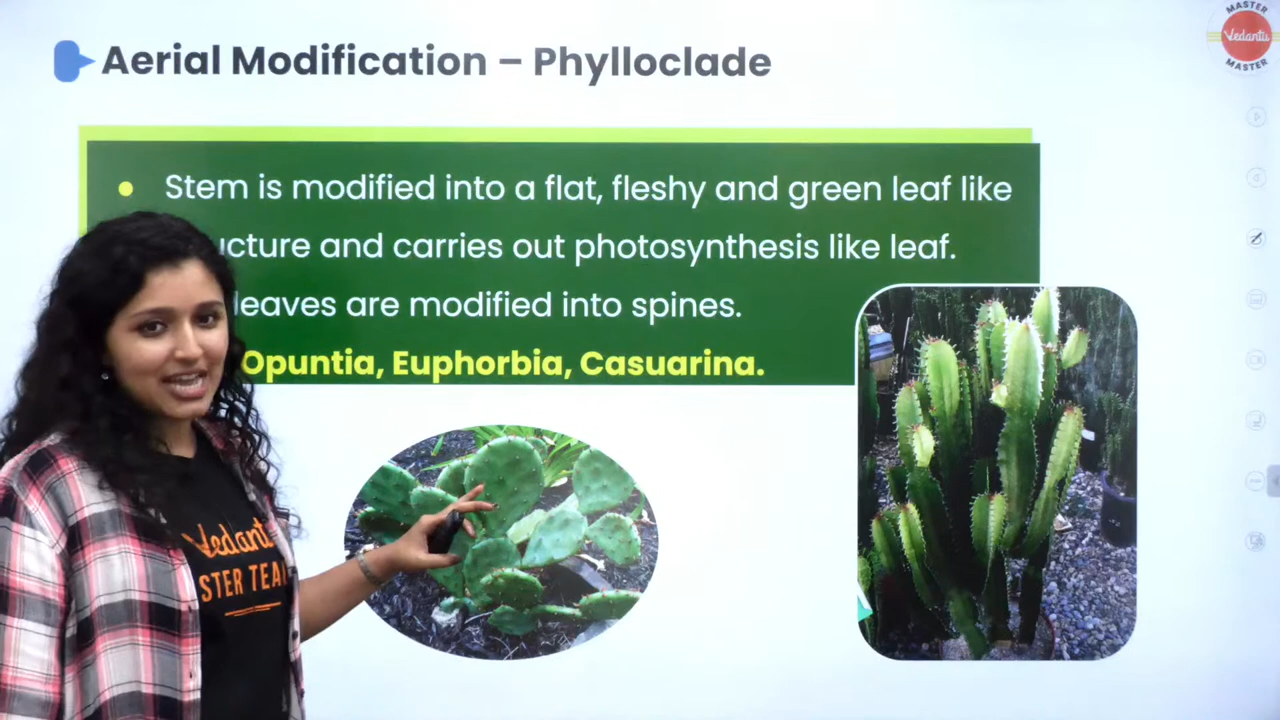 MASTER
Vedantu
MASTER
Aerial Modification – Phylloclade
Stem is modified into a flat, fleshy and green leaf like
and carries out photosynthesis like leaf.
leaves are modified into spines.
Opuntia, Euphorbia, Casuarina.